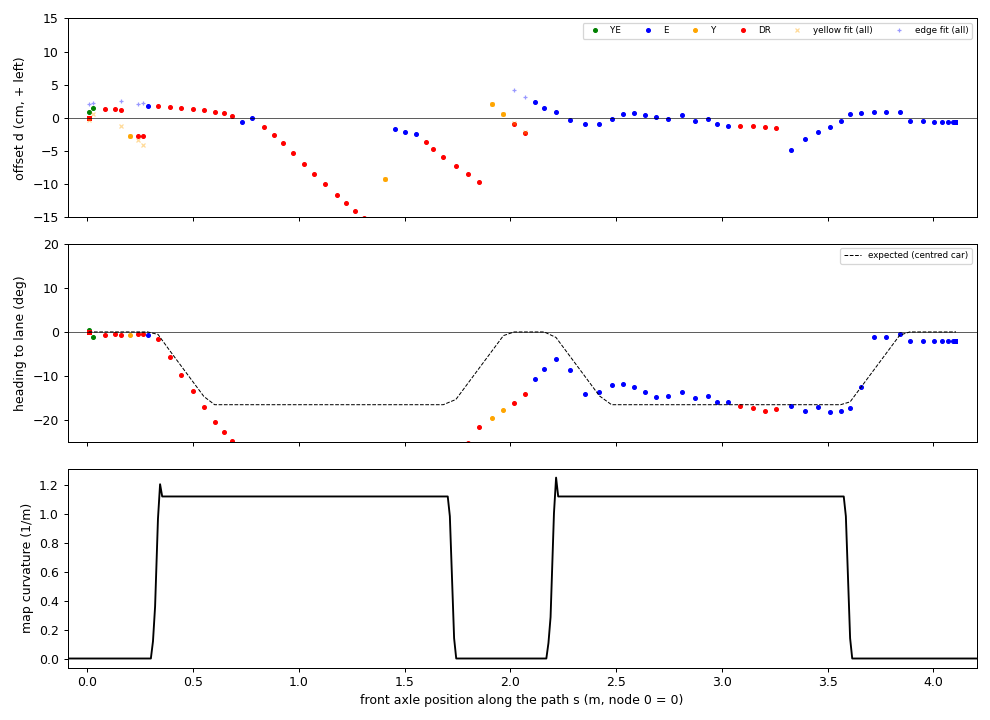 15
10
5
0
−5
−10
−15
offset d (cm, + left)
YE E Y DR yellow fit (all) edge fit (all)
20
10
0
−10
−20
heading to lane (deg)
expected (centred car)
1.2
1.0
0.8
0.6
0.4
0.2
0.0
map curvature (1/m)
0.0 0.5 1.0 1.5 2.0 2.5 3.0 3.5 4.0
front axle position along the path s (m, node 0 = 0)